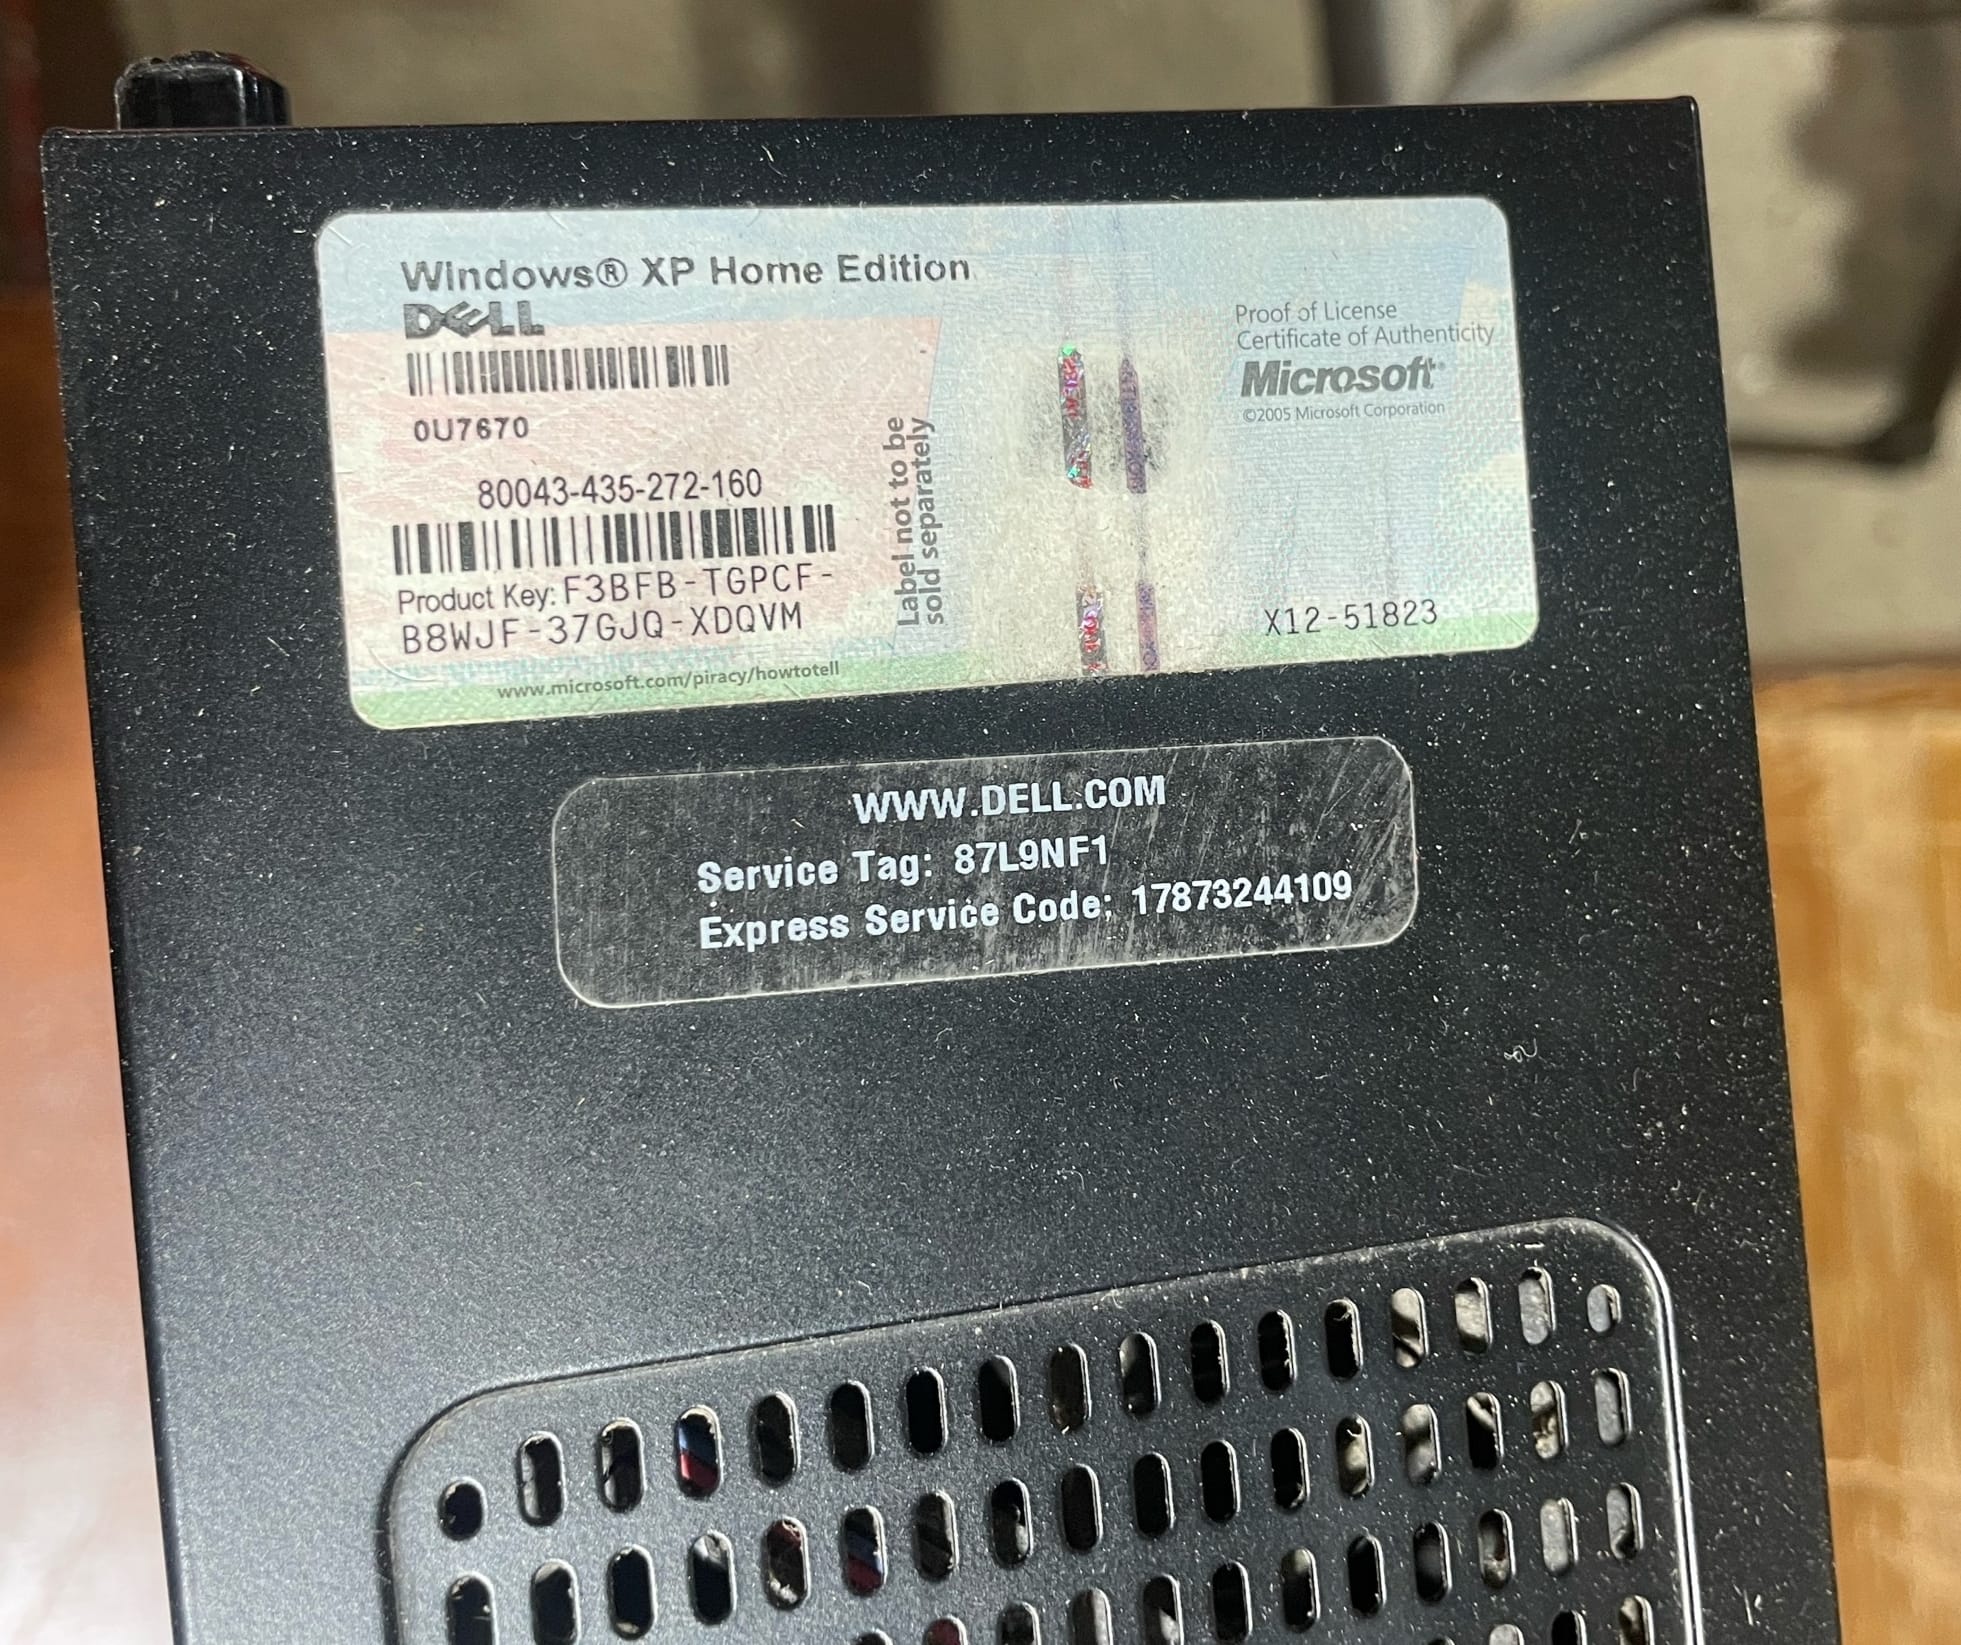 Windows® XP Home Edition
DELL
0U7670
80043-435-272-160
Product Key: F3BFB-TGPCF-
B8WJF-37GJQ-XDQVM
www.microsoft.com/piracy/howtotell
Label not to be
sold separately
Proof of License
Certificate of Authenticity
Microsoft®
©2005 Microsoft Corporation
X12-51823
WWW.DELL.COM
Service Tag: 87L9NF1
Express Service Code: 17873244109